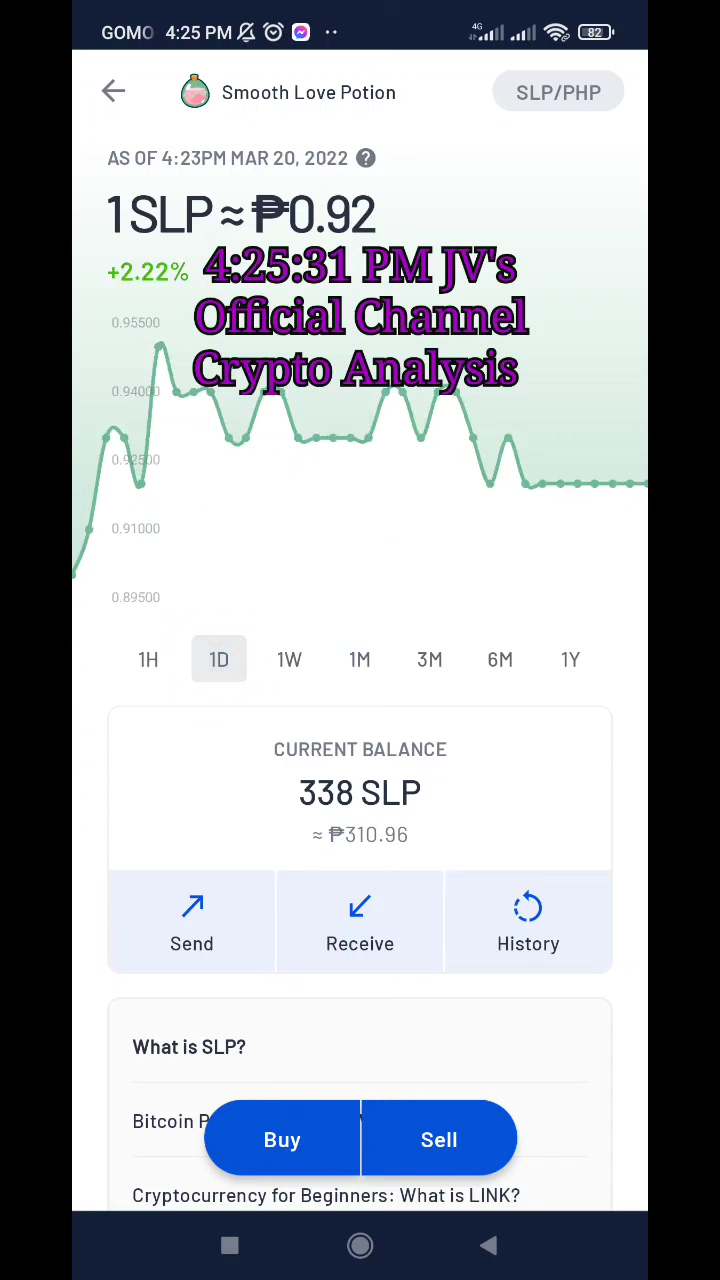 GOMO 4:25 PM 4G 82
Smooth Love Potion SLP/PHP
AS OF 4:23PM MAR 20, 2022 ?
1 SLP ≈ ₱0.92
+2.22% 4:25:31 PM JV's
Official Channel
Crypto Analysis
0.95500
0.94000
0.92500
0.91000
0.89500
1H 1D 1W 1M 3M 6M 1Y
CURRENT BALANCE
338 SLP
≈ ₱310.96
Send Receive History
What is SLP?
Bitcoin
Buy Sell
Cryptocurrency for Beginners: What is LINK?